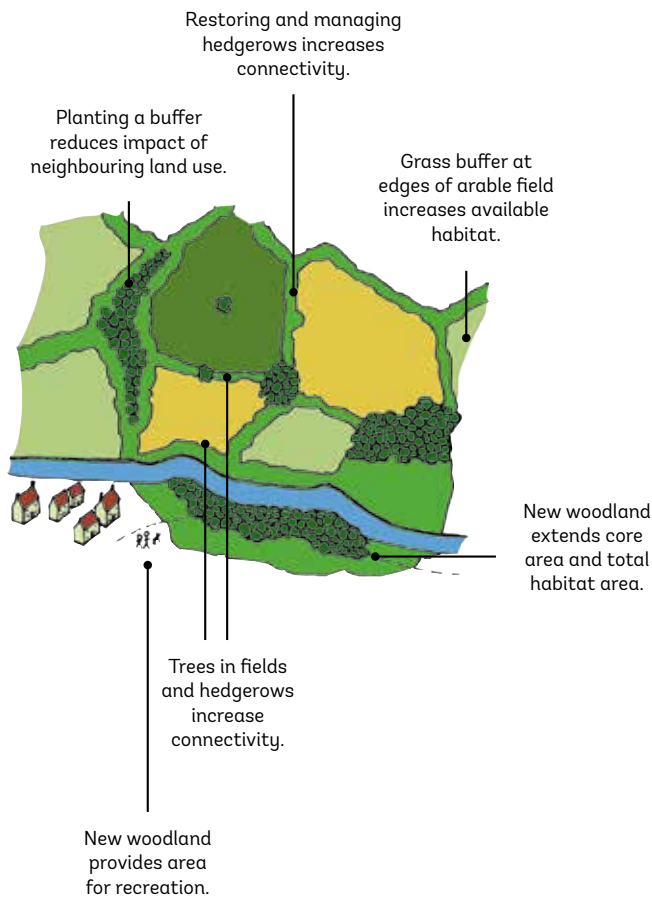 Restoring and managing
hedgerows increases
connectivity.
Planting a buffer
reduces impact of
neighbouring land use.
Grass buffer at
edges of arable field
increases available
habitat.
New woodland
extends core
area and total
habitat area.
Trees in fields
and hedgerows
increase
connectivity.
New woodland
provides area
for recreation.